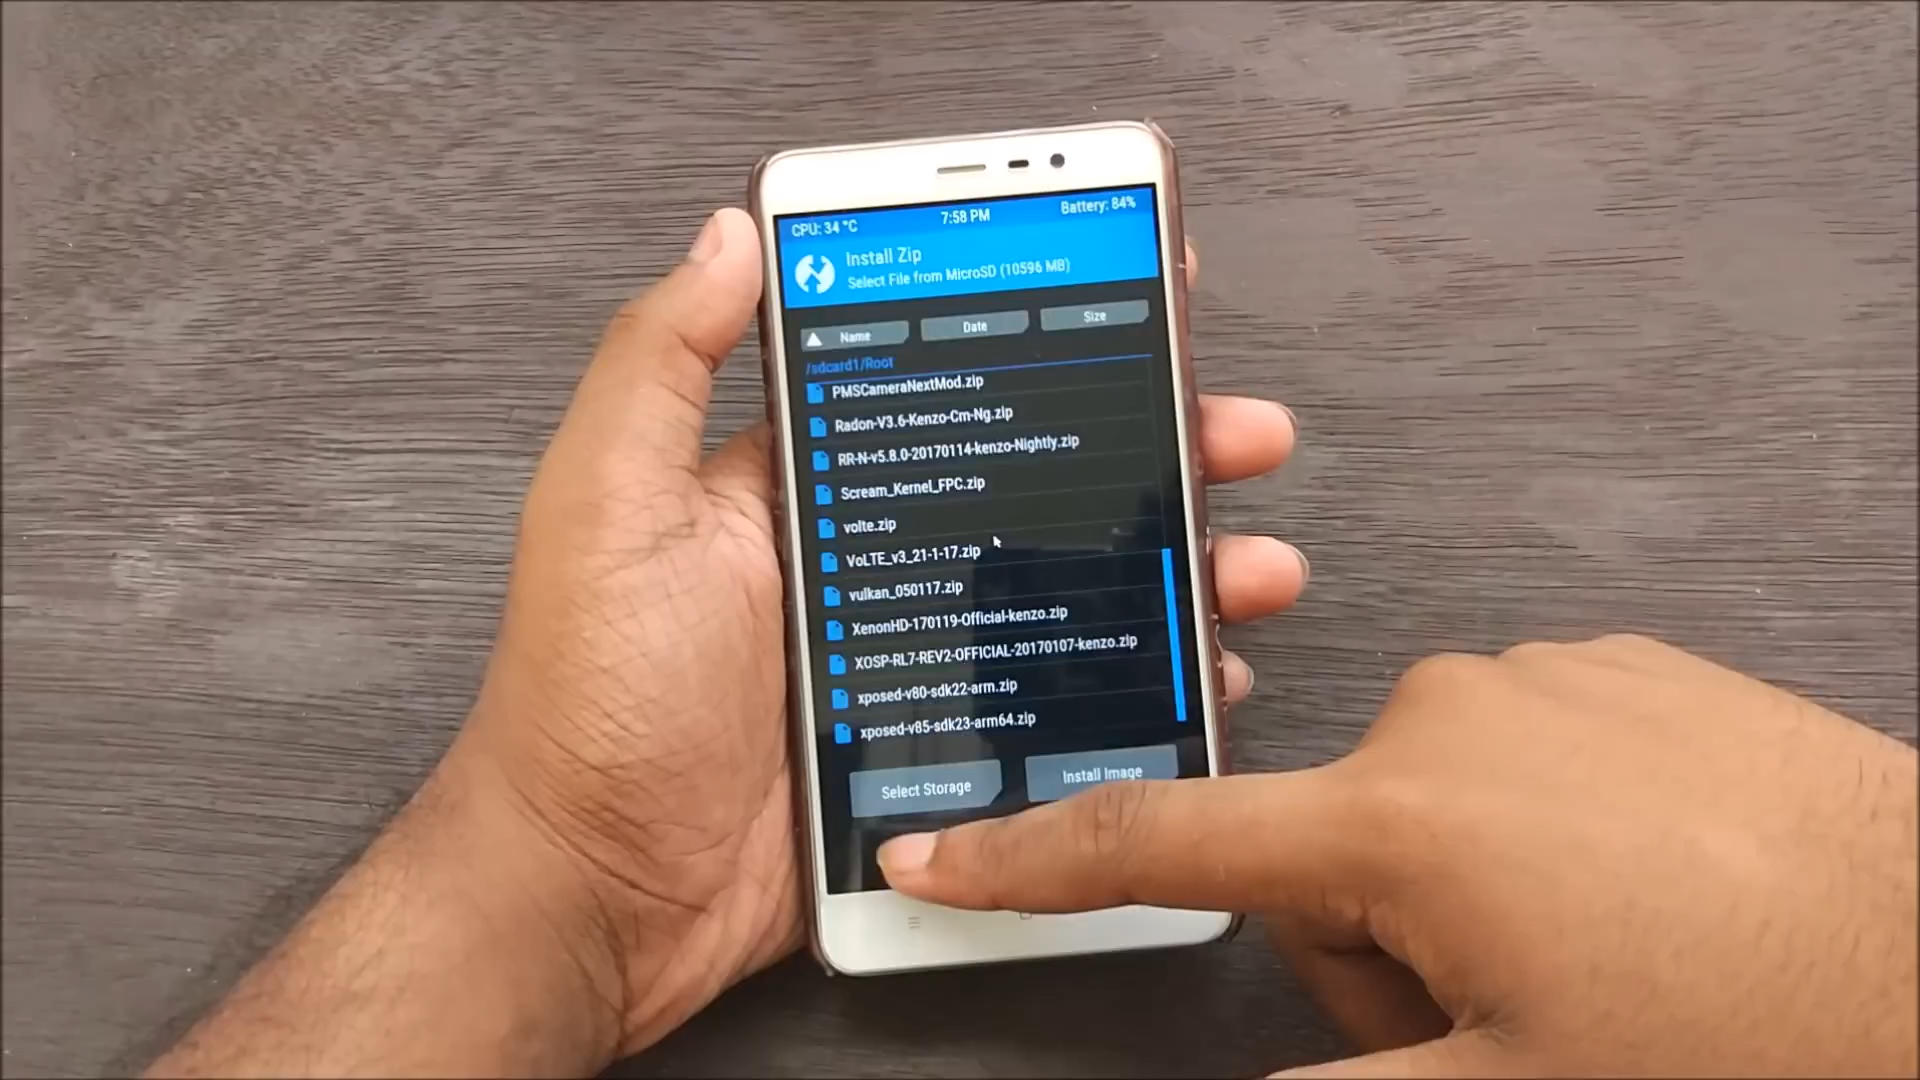 CPU: 34 °C 7:58 PM Battery: 84%
Install Zip
Select File from MicroSD (10596 MB)
Name Date Size
/sdcard1/Root
PMSCameraNextMod.zip
Radon-V3.6-Kenzo-Cm-Ng.zip
RR-N-v5.8.0-20170114-kenzo-Nightly.zip
Scream_Kernel_FPC.zip
volte.zip
VoLTE_v3_21-1-17.zip
vulkan_050117.zip
XenonHD-170119-Official-kenzo.zip
XOSP-RL7-REV2-OFFICIAL-20170107-kenzo.zip
xposed-v80-sdk22-arm.zip
xposed-v85-sdk23-arm64.zip
Select Storage Install Image